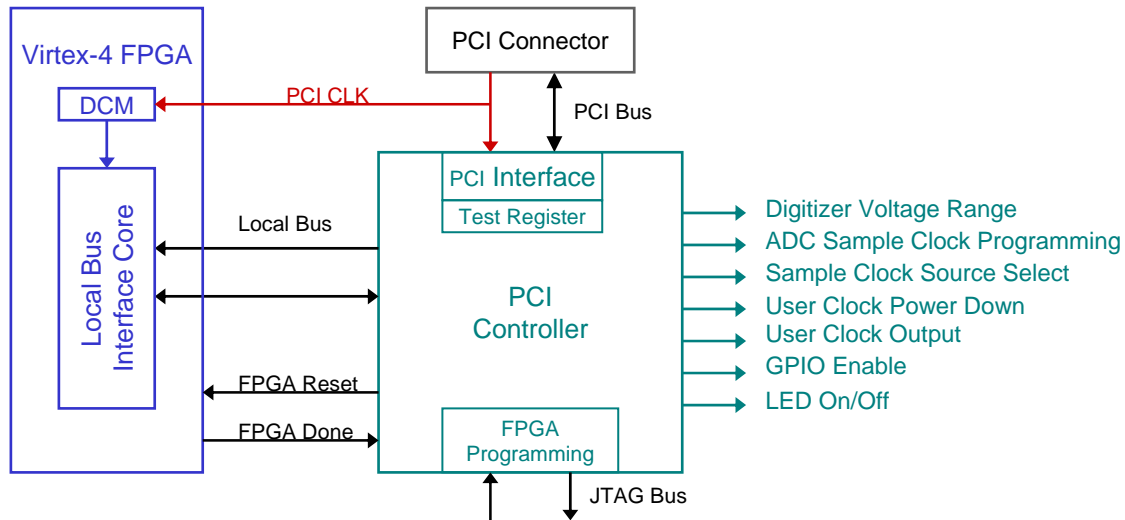 Virtex-4 FPGA
DCM
Local Bus
Interface Core
PCI Connector
PCI CLK
PCI Bus
PCI Interface
Test Register
Local Bus
PCI
Controller
FPGA Reset
FPGA Done
FPGA
Programming
JTAG Bus
Digitizer Voltage Range
ADC Sample Clock Programming
Sample Clock Source Select
User Clock Power Down
User Clock Output
GPIO Enable
LED On/Off